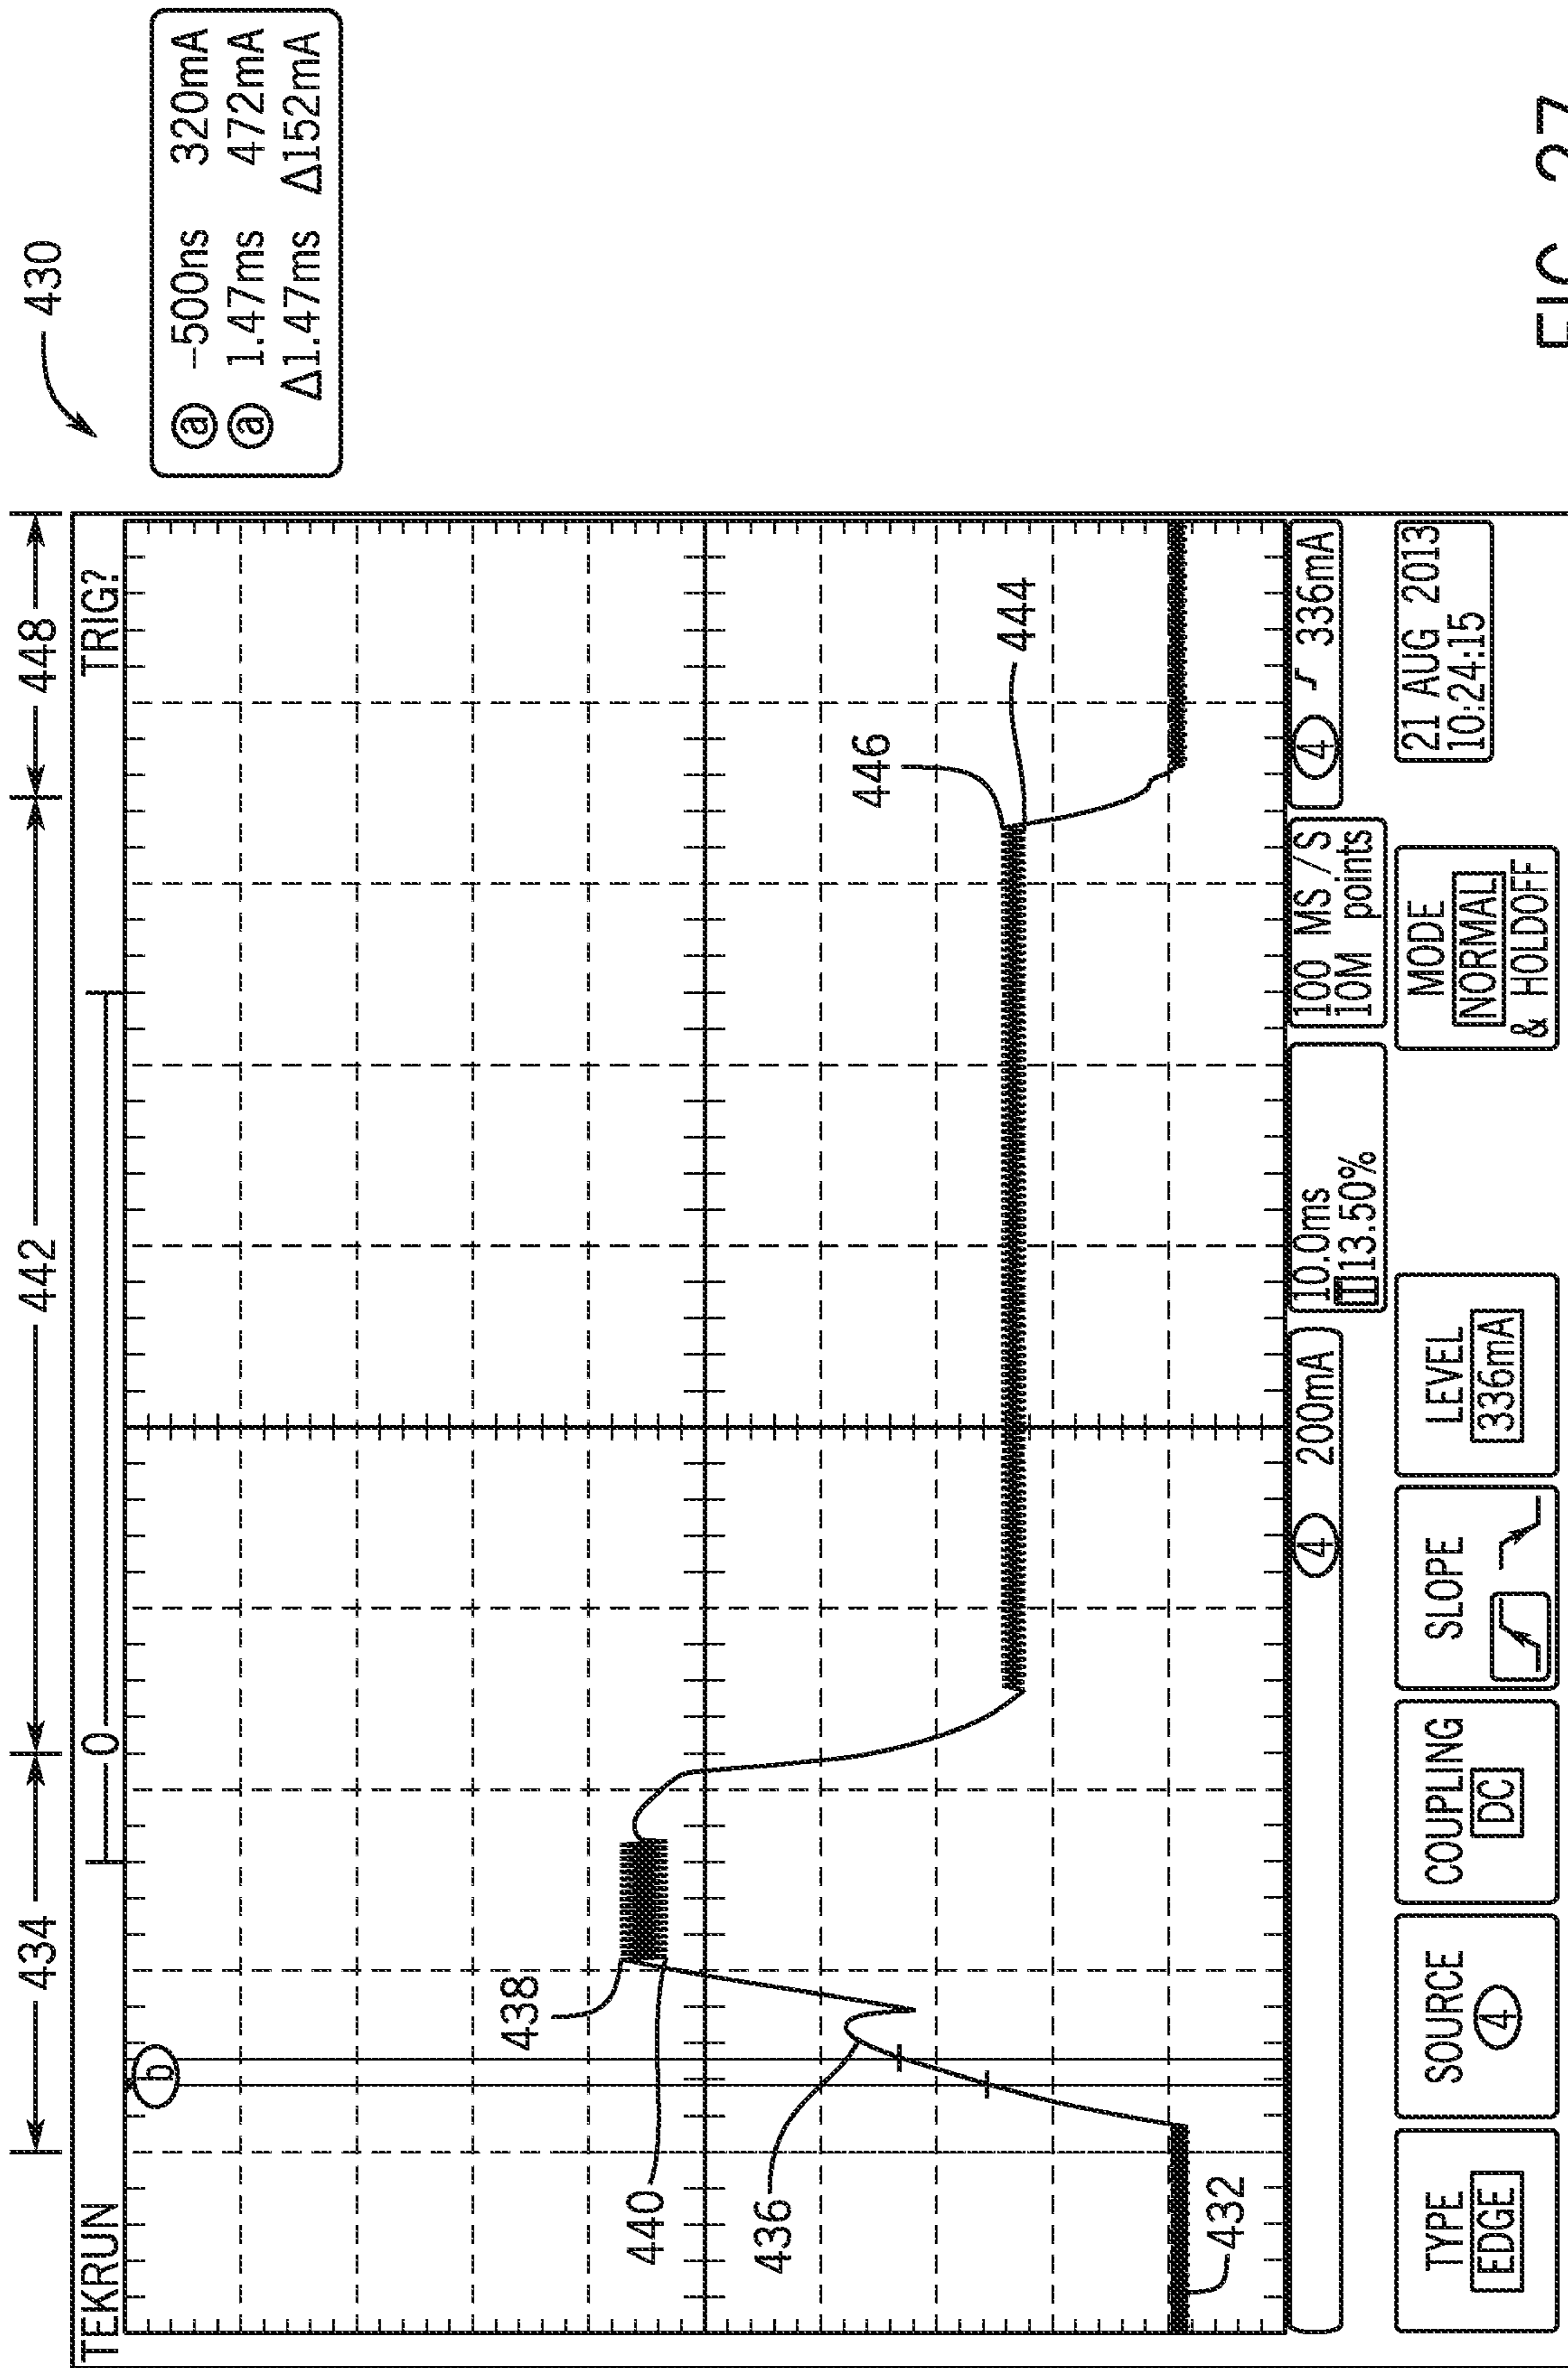 430
434
442
448
TEKRUN
TRIG?
0
ⓐ -500ns 320mA
ⓐ 1.47ms 472mA
Δ1.47ms Δ152mA
ⓑ
438
440
436
432
446
444
④ 200mA
10.0ms
T 13.50%
100 MS/S
10M points
④ 336mA
TYPE
EDGE
SOURCE
④
COUPLING
DC
SLOPE
LEVEL
336mA
MODE
NORMAL
& HOLDOFF
21 AUG 2013
10:24:15
FIG 27